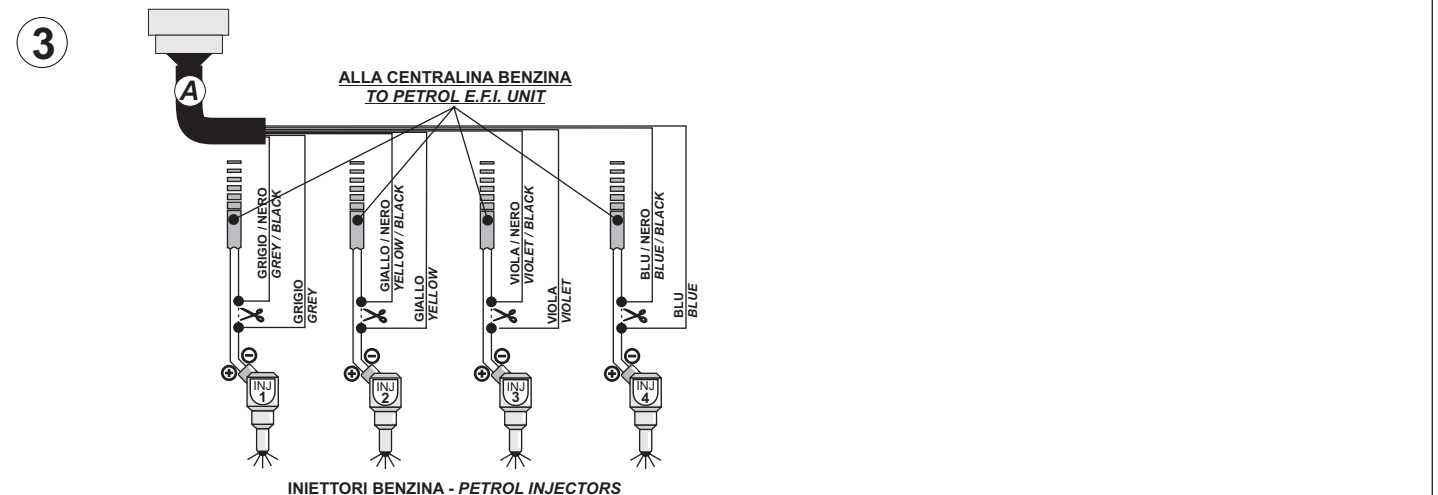 3
A
ALLA CENTRALINA BENZINA
TO PETROL E.F.I. UNIT
GRIGIO / NERO
GREY / BLACK
GRIGIO
GREY
GIALLO / NERO
YELLOW / BLACK
GIALLO
YELLOW
VIOLA / NERO
VIOLET / BLACK
VIOLA
VIOLET
BLU / NERO
BLUE / BLACK
BLU
BLUE
+ −
+ −
+ −
+ −
INJ
1
INJ
2
INJ
3
INJ
4
INIETTORI BENZINA - PETROL INJECTORS